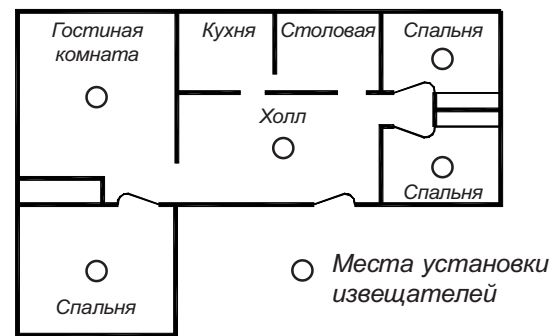 Гостиная
комната
Кухня
Столовая
Спальня
Холл
Спальня
Спальня
Места установки
извещателей